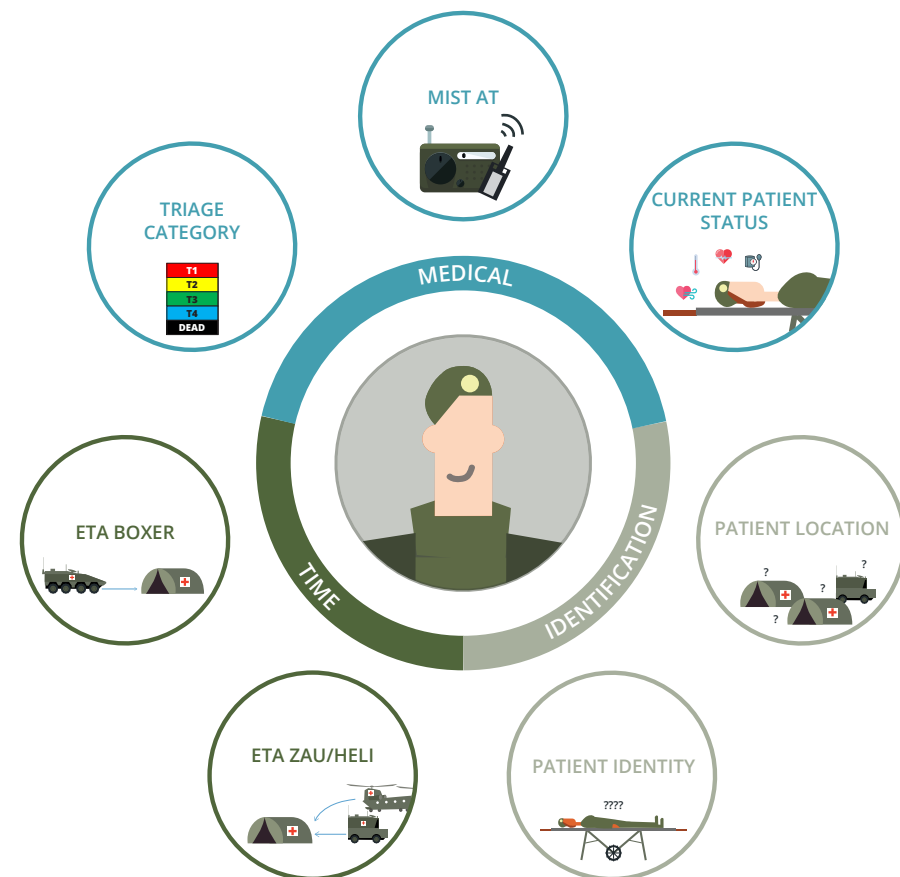 MIST AT
TRIAGE
CATEGORY
T1
T2
T3
T4
DEAD
CURRENT PATIENT
STATUS
MEDICAL
ETA BOXER
PATIENT LOCATION
?
?
?
?
TIME
IDENTIFICATION
ETA ZAU/HELI
PATIENT IDENTITY
????